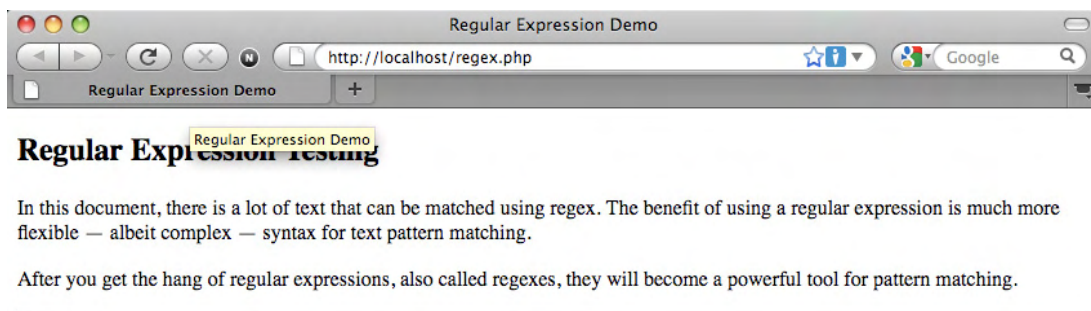 Regular Expression Demo
N
http://localhost/regex.php
Google
Regular Expression Demo
+
Regular Expression Demo
Regular Expression Testing
In this document, there is a lot of text that can be matched using regex. The benefit of using a regular expression is much more
flexible — albeit complex — syntax for text pattern matching.
After you get the hang of regular expressions, also called regexes, they will become a powerful tool for pattern matching.